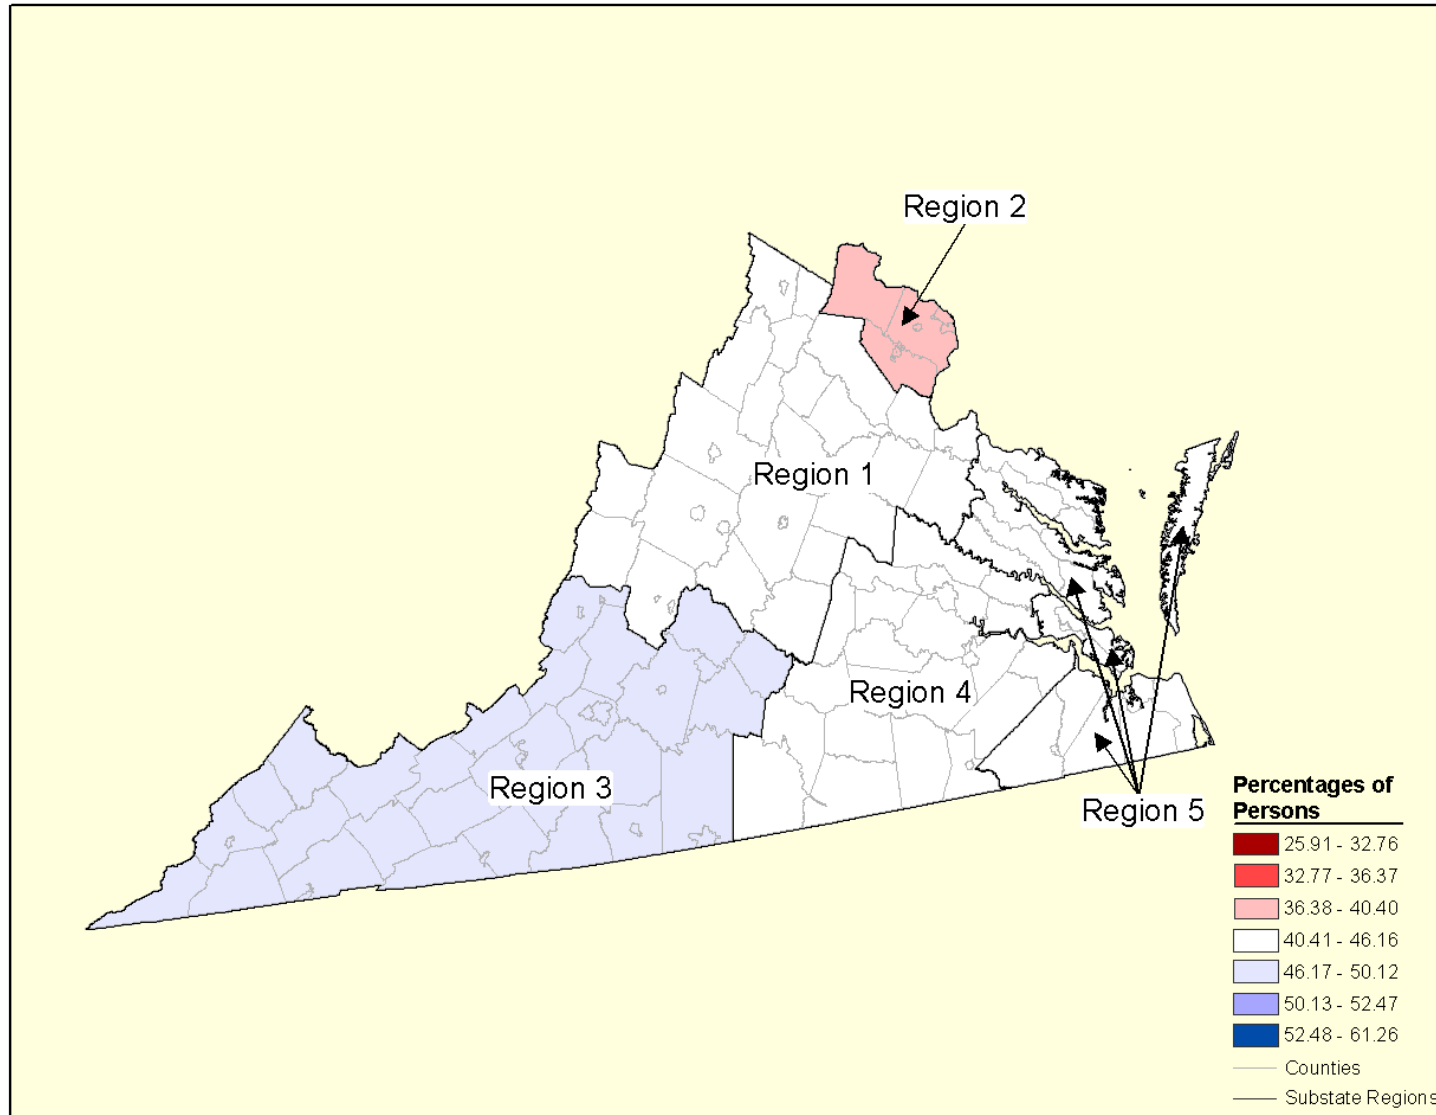 Region 2
Region 1
Region 4
Region 3
Region 5
Percentages of
Persons
25.91 - 32.76
32.77 - 36.37
36.38 - 40.40
40.41 - 46.16
46.17 - 50.12
50.13 - 52.47
52.48 - 61.26
Counties
Substate Regions